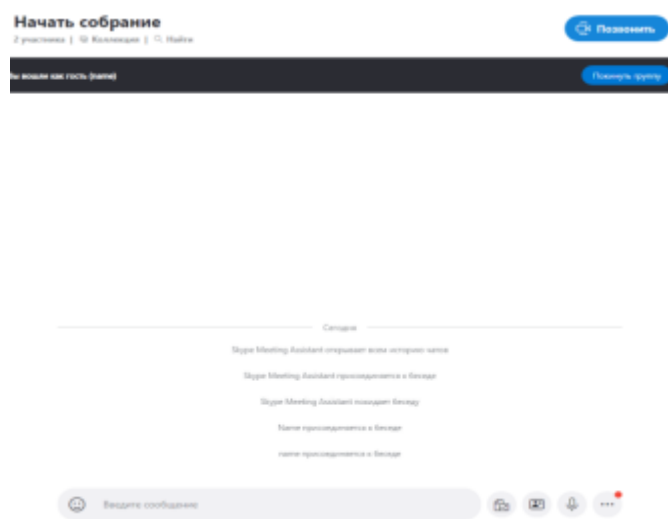 Начать собрание
Позвонить
2 участника | Коллекция | Найти
Вы вошли как гость (name)
Покинуть группу
Сегодня
Skype Meeting Assistant открывает всем историю чатов
Skype Meeting Assistant присоединяется к беседе
Skype Meeting Assistant покидает беседу
Name присоединяется к беседе
name присоединяется к беседе
Введите сообщение